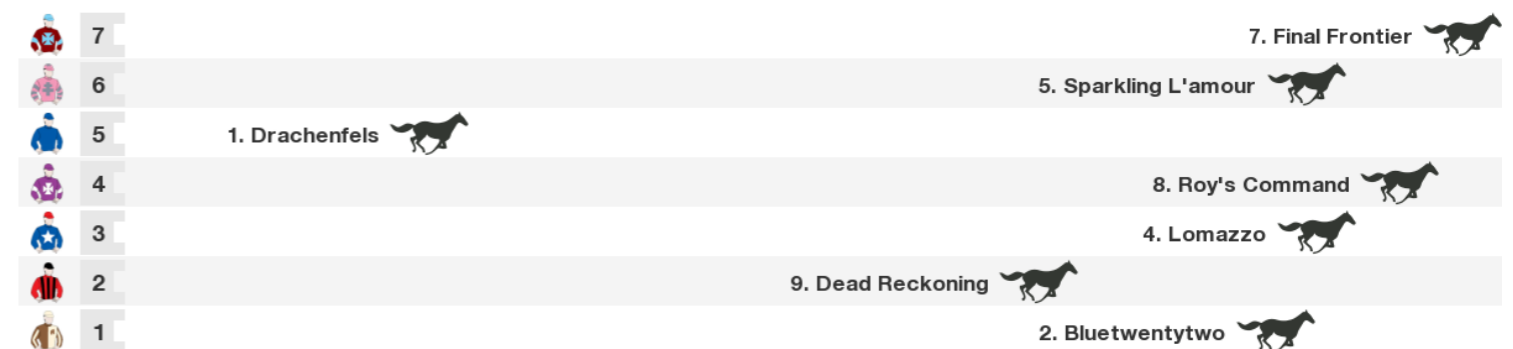 7 7. Final Frontier
6 5. Sparkling L'amour
5 1. Drachenfels
4 8. Roy's Command
3 4. Lomazzo
2 9. Dead Reckoning
1 2. Bluetwentytwo